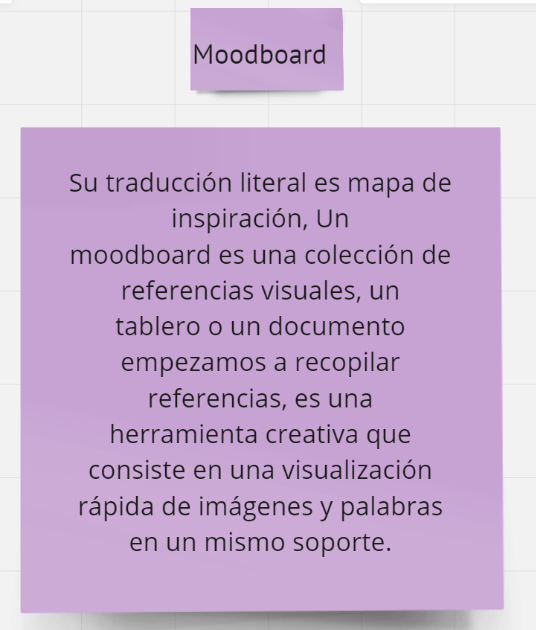 Moodboard
Su traducción literal es mapa de
inspiración, Un
moodboard es una colección de
referencias visuales, un
tablero o un documento
empezamos a recopilar
referencias, es una
herramienta creativa que
consiste en una visualización
rápida de imágenes y palabras
en un mismo soporte.